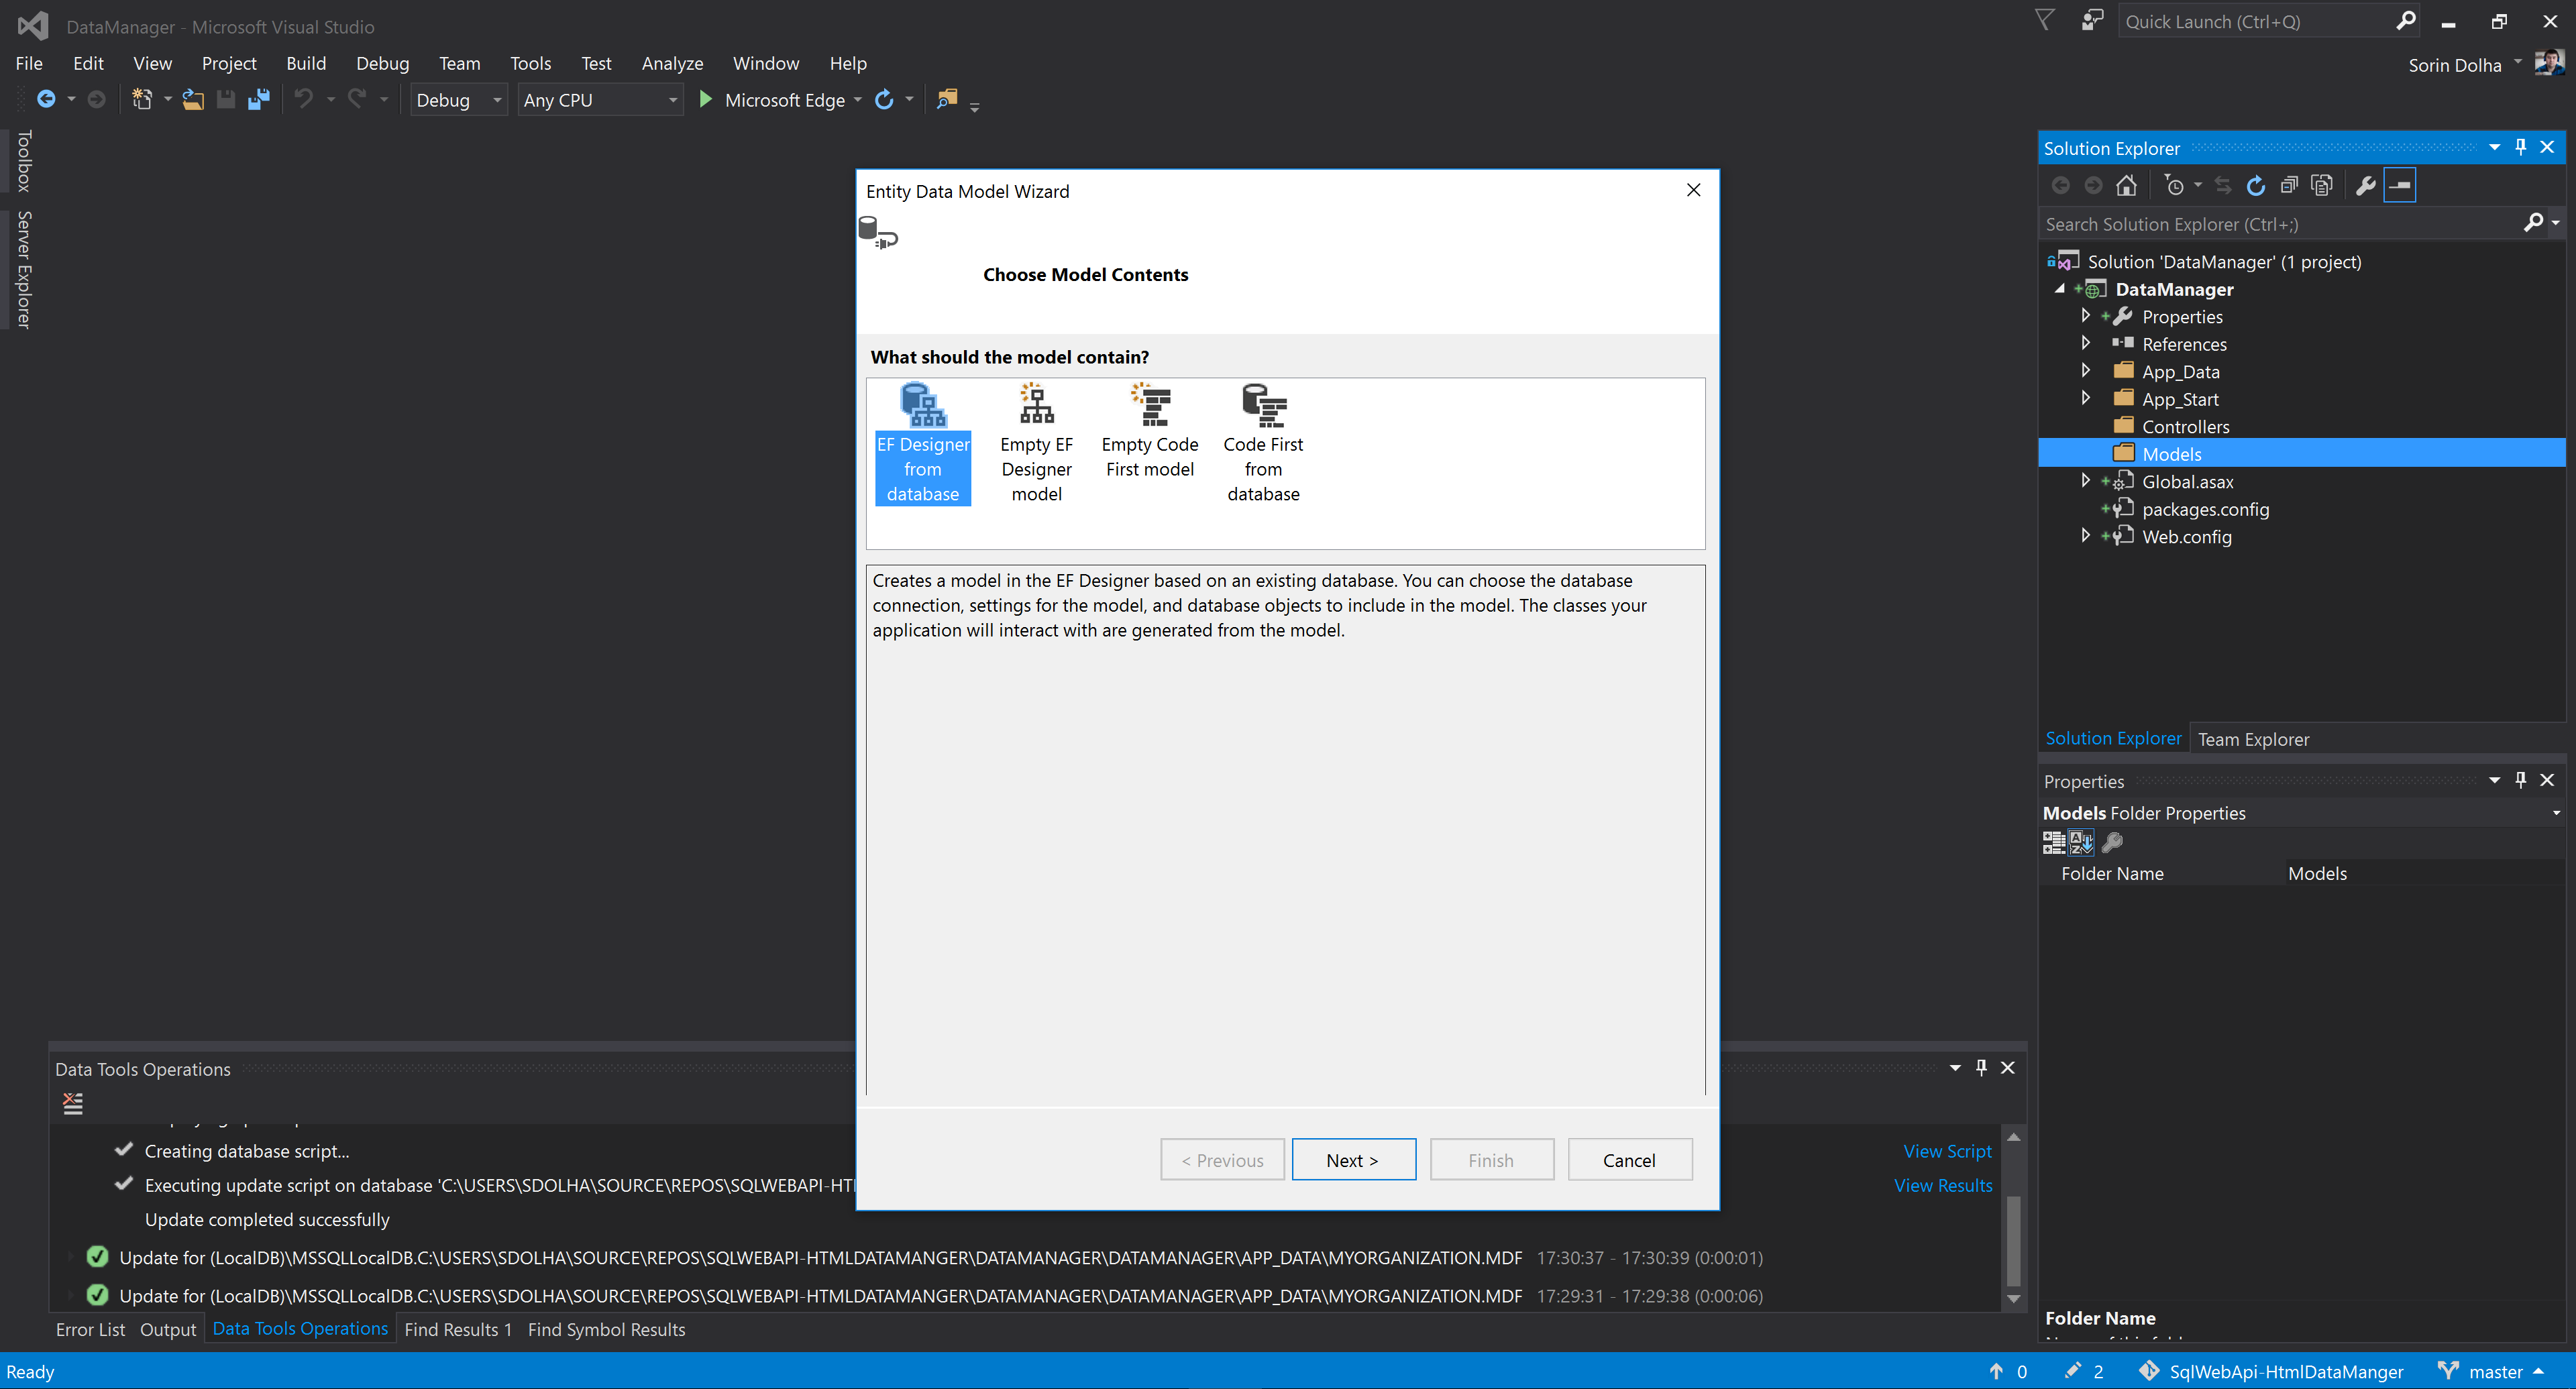 DataManager - Microsoft Visual Studio
Quick Launch (Ctrl+Q)
File Edit View Project Build Debug Team Tools Test Analyze Window Help
Sorin Dolha
Debug Any CPU Microsoft Edge
Toolbox
Server Explorer
Entity Data Model Wizard
Choose Model Contents
What should the model contain?
EF Designer from database
Empty EF Designer model
Empty Code First model
Code First from database
Creates a model in the EF Designer based on an existing database. You can choose the database
connection, settings for the model, and database objects to include in the model. The classes your
application will interact with are generated from the model.
< Previous Next > Finish Cancel
Solution Explorer
Search Solution Explorer (Ctrl+;)
Solution 'DataManager' (1 project)
DataManager
Properties
References
App_Data
App_Start
Controllers
Models
Global.asax
packages.config
Web.config
Solution Explorer Team Explorer
Properties
Models Folder Properties
Folder Name Models
Folder Name
Data Tools Operations
Creating database script... View Script
Executing update script on database 'C:\USERS\SDOLHA\SOURCE\REPOS\SQLWEBAPI-HTI View Results
Update completed successfully
Update for (LocalDB)\MSSQLLocalDB.C:\USERS\SDOLHA\SOURCE\REPOS\SQLWEBAPI-HTMLDATAMANGER\DATAMANAGER\DATAMANAGER\APP_DATA\MYORGANIZATION.MDF 17:30:37 - 17:30:39 (0:00:01)
Update for (LocalDB)\MSSQLLocalDB.C:\USERS\SDOLHA\SOURCE\REPOS\SQLWEBAPI-HTMLDATAMANGER\DATAMANAGER\DATAMANAGER\APP_DATA\MYORGANIZATION.MDF 17:29:31 - 17:29:38 (0:00:06)
Error List Output Data Tools Operations Find Results 1 Find Symbol Results
Ready 0 2 SqlWebApi-HtmlDataManger master